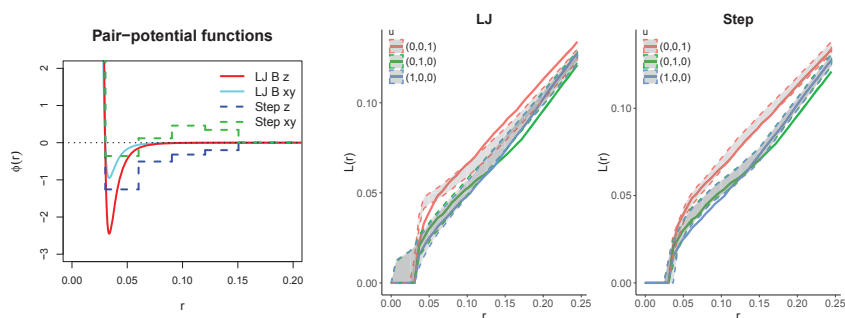 Pair−potential functions
LJ B z
LJ B xy
Step z
Step xy
ϕ(r)
2
1
0
−1
−2
−3
0.00 0.05 0.10 0.15 0.20
r
LJ
u
(0,0,1)
(0,1,0)
(1,0,0)
L(r)
0.10
0.05
0.00
0.00 0.05 0.10 0.15 0.20 0.25
r
Step
u
(0,0,1)
(0,1,0)
(1,0,0)
L(r)
0.10
0.05
0.00
0.00 0.05 0.10 0.15 0.20 0.25
r